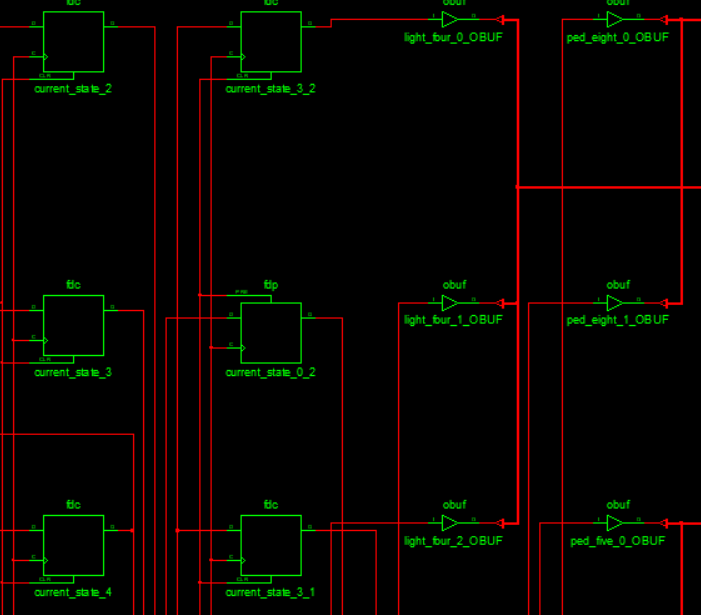 fdc
fdc
obuf
obuf
D
Q
D
Q
I
O
I
O
C
C
light_four_0_OBUF
ped_eight_0_OBUF
CLR
CLR
current_state_2
current_state_3_2
fdc
fdp
obuf
obuf
PRE
D
Q
D
Q
I
O
I
O
light_four_1_OBUF
ped_eight_1_OBUF
C
C
CLR
current_state_3
current_state_0_2
fdc
fdc
obuf
obuf
D
Q
D
Q
I
O
I
O
light_four_2_OBUF
ped_five_0_OBUF
C
C
CLR
CLR
current_state_4
current_state_3_1